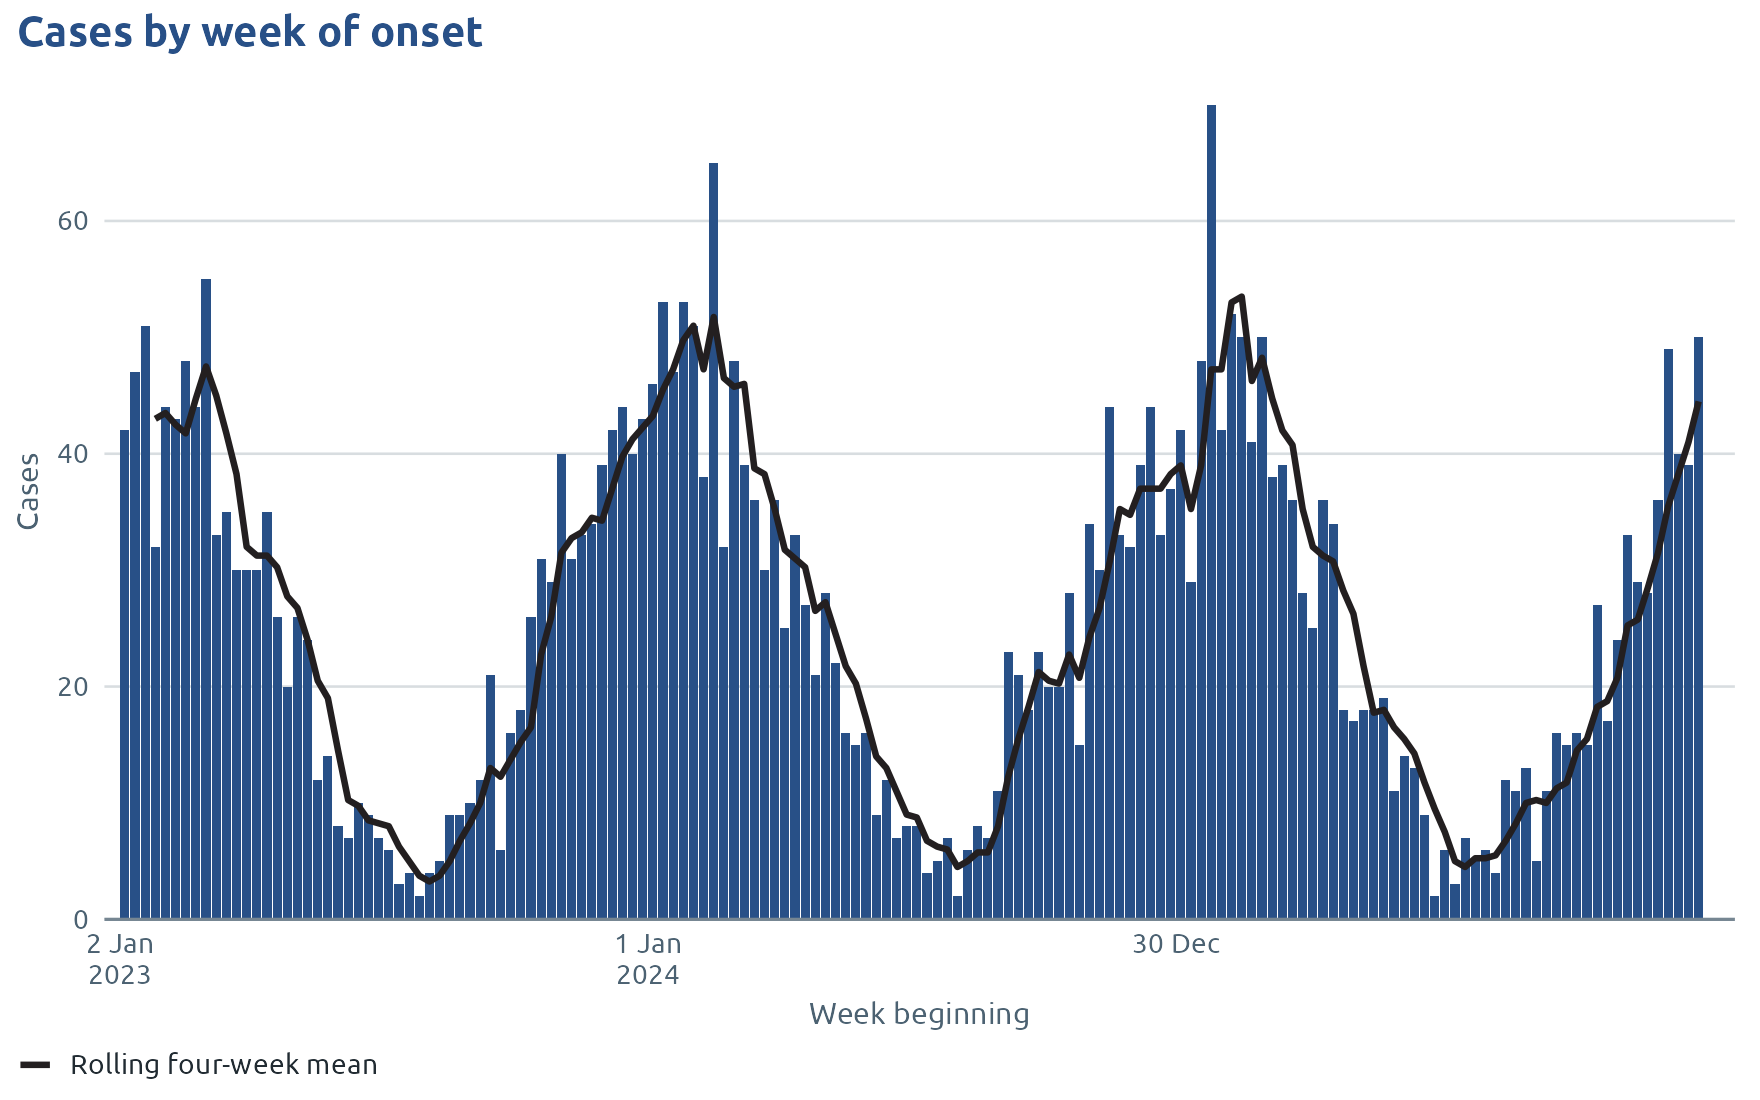 Cases by week of onset
60
40
20
0
Cases
2 Jan
2023
1 Jan
2024
30 Dec
Week beginning
Rolling four-week mean